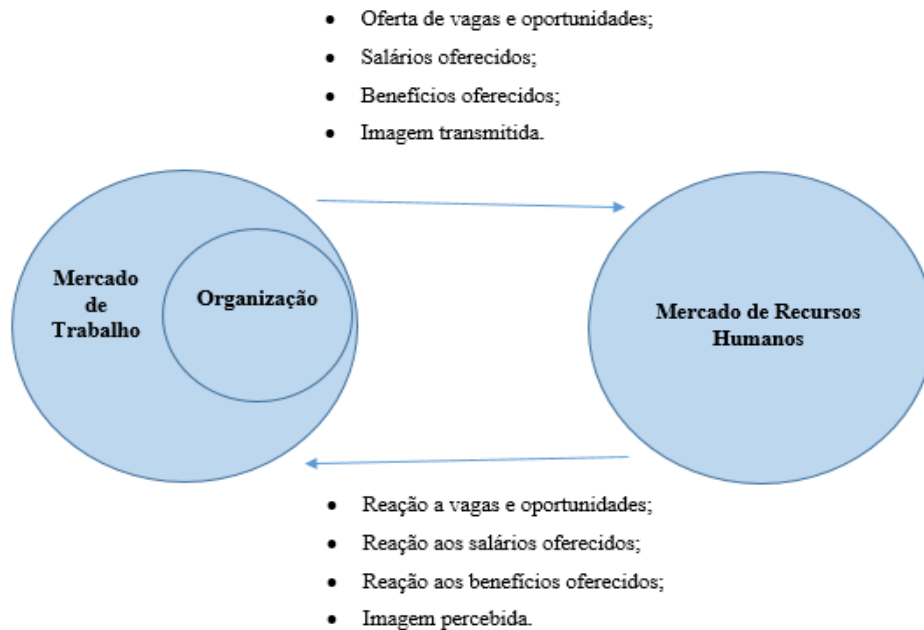 • Oferta de vagas e oportunidades;
• Salários oferecidos;
• Benefícios oferecidos;
• Imagem transmitida.
Mercado
de
Trabalho
Organização
Mercado de Recursos
Humanos
• Reação a vagas e oportunidades;
• Reação aos salários oferecidos;
• Reação aos benefícios oferecidos;
• Imagem percebida.